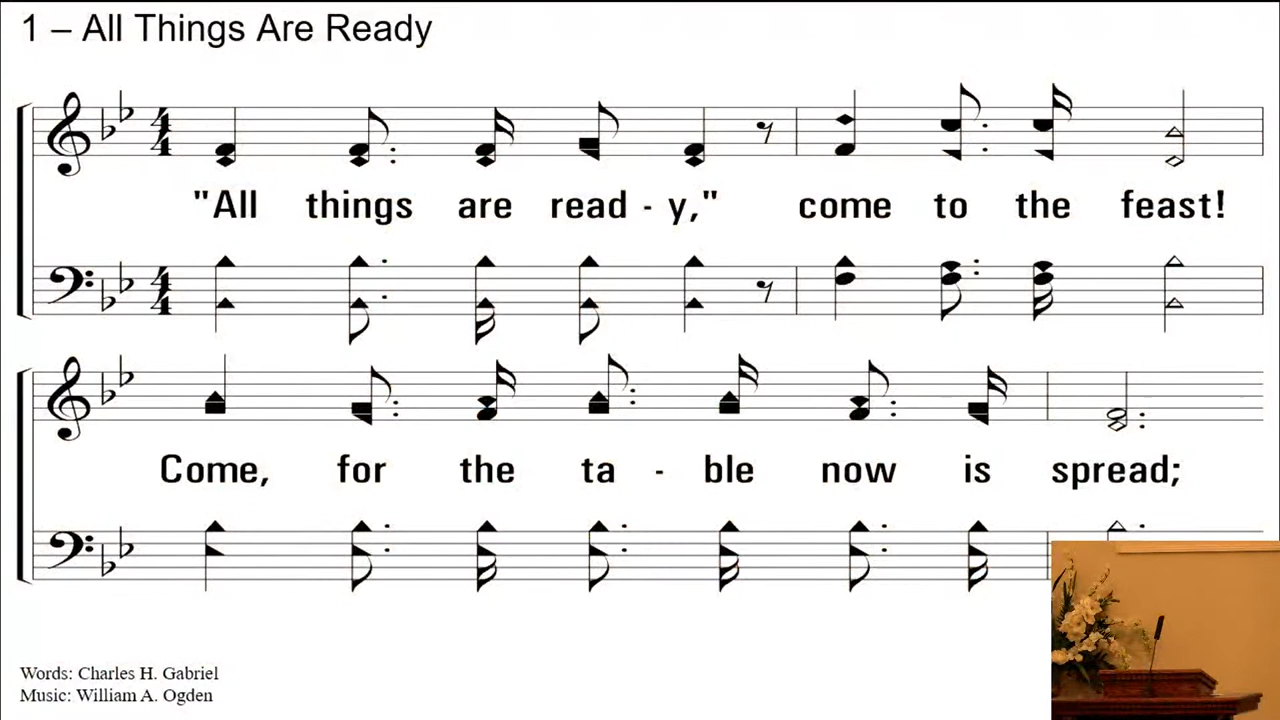 1 – All Things Are Ready
"All things are read - y," come to the feast!
Come, for the ta - ble now is spread;
Words: Charles H. Gabriel
Music: William A. Ogden